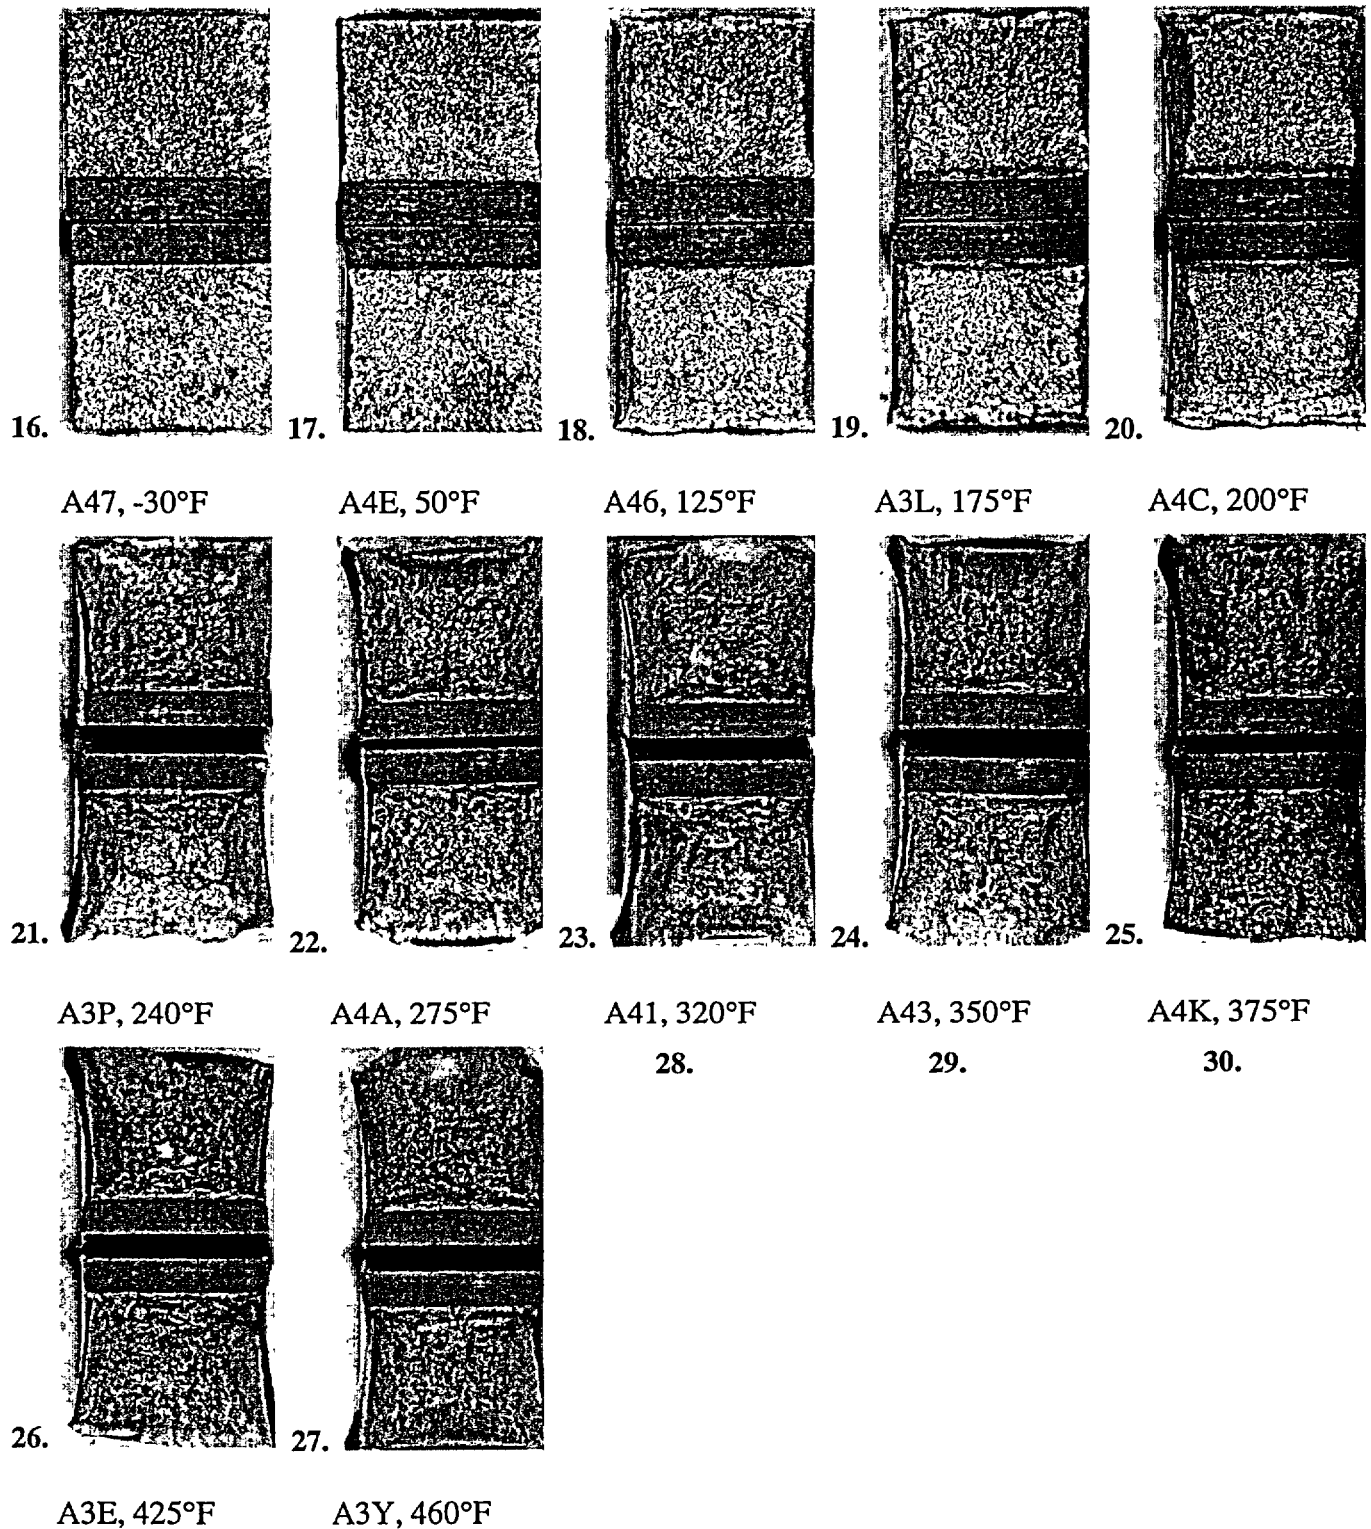 16. 17. 18. 19. 20.
A47, -30°F A4E, 50°F A46, 125°F A3L, 175°F A4C, 200°F
21. 22. 23. 24. 25.
A3P, 240°F A4A, 275°F A41, 320°F A43, 350°F A4K, 375°F
28. 29. 30.
26. 27.
A3E, 425°F A3Y, 460°F